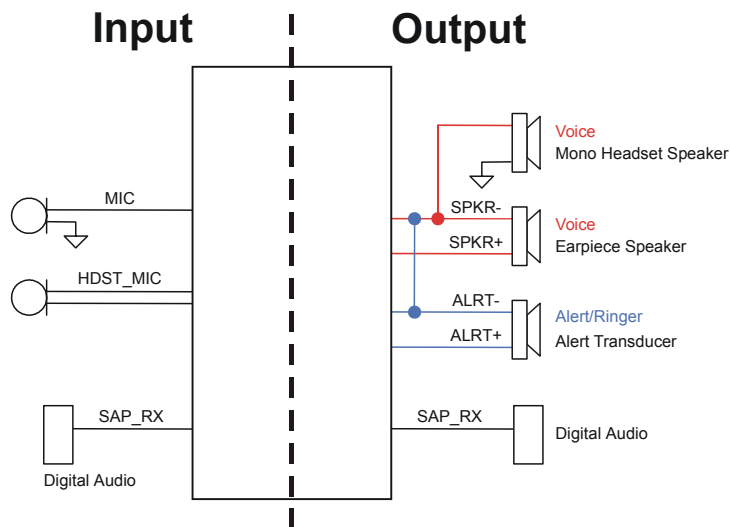 Input
Output
Voice
Mono Headset Speaker
MIC
SPKR-
Voice
SPKR+
Earpiece Speaker
HDST_MIC
ALRT-
Alert/Ringer
ALRT+
Alert Transducer
SAP_RX
SAP_RX
Digital Audio
Digital Audio